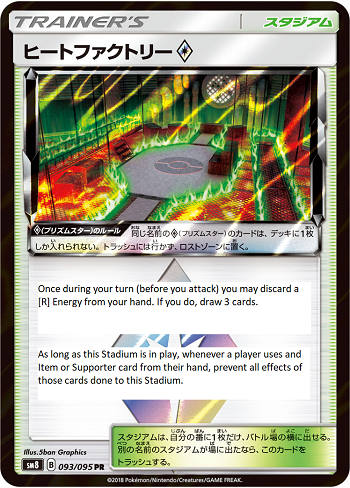 TRAINER'S
スタジアム
ヒートファクトリー◇
◇(プリズムスター)のルール
同じ名前の◇(プリズムスター)のカードは、デッキに1枚
しか入れられない。トラッシュには行かず、ロストゾーンに置く。
Once during your turn (before you attack) you may discard a
[R] Energy from your hand. If you do, draw 3 cards.
As long as this Stadium is in play, whenever a player uses and
Item or Supporter card from their hand, prevent all effects of
those cards done to this Stadium.
Illus.5ban Graphics
スタジアムは、自分の番に1枚だけ、バトル場の横に出せる。
別の名前のスタジアムが場に出たなら、このカードを
トラッシュする。
SM8 B 093/095 PR
©2018 Pokémon/Nintendo/Creatures/GAME FREAK.